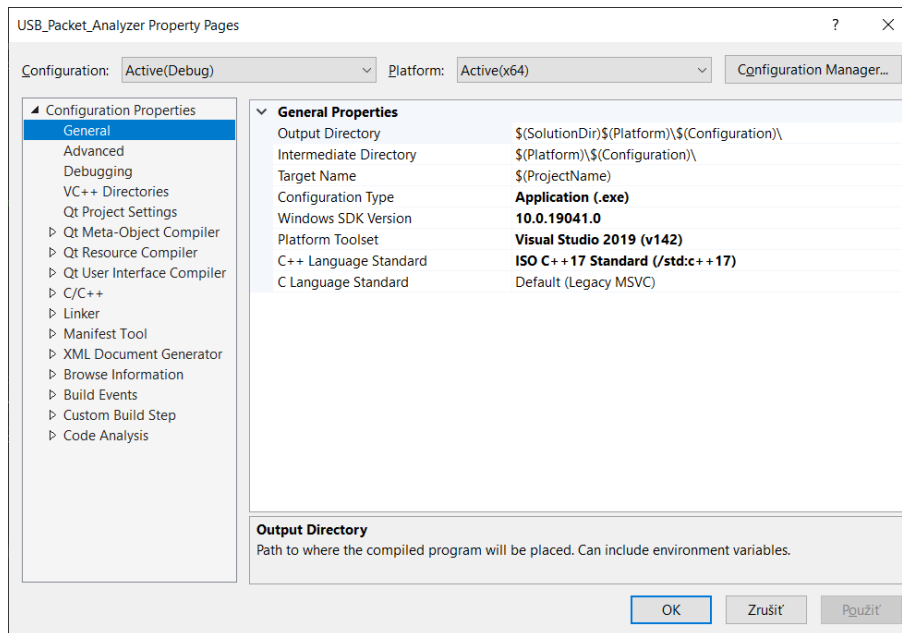 USB_Packet_Analyzer Property Pages
Configuration: Active(Debug) Platform: Active(x64) Configuration Manager...
Configuration Properties
General
Advanced
Debugging
VC++ Directories
Qt Project Settings
Qt Meta-Object Compiler
Qt Resource Compiler
Qt User Interface Compiler
C/C++
Linker
Manifest Tool
XML Document Generator
Browse Information
Build Events
Custom Build Step
Code Analysis
General Properties
Output Directory $(SolutionDir)$(Platform)\$(Configuration)\
Intermediate Directory $(Platform)\$(Configuration)\
Target Name $(ProjectName)
Configuration Type Application (.exe)
Windows SDK Version 10.0.19041.0
Platform Toolset Visual Studio 2019 (v142)
C++ Language Standard ISO C++17 Standard (/std:c++17)
C Language Standard Default (Legacy MSVC)
Output Directory
Path to where the compiled program will be placed. Can include environment variables.
OK Zrušiť Použiť